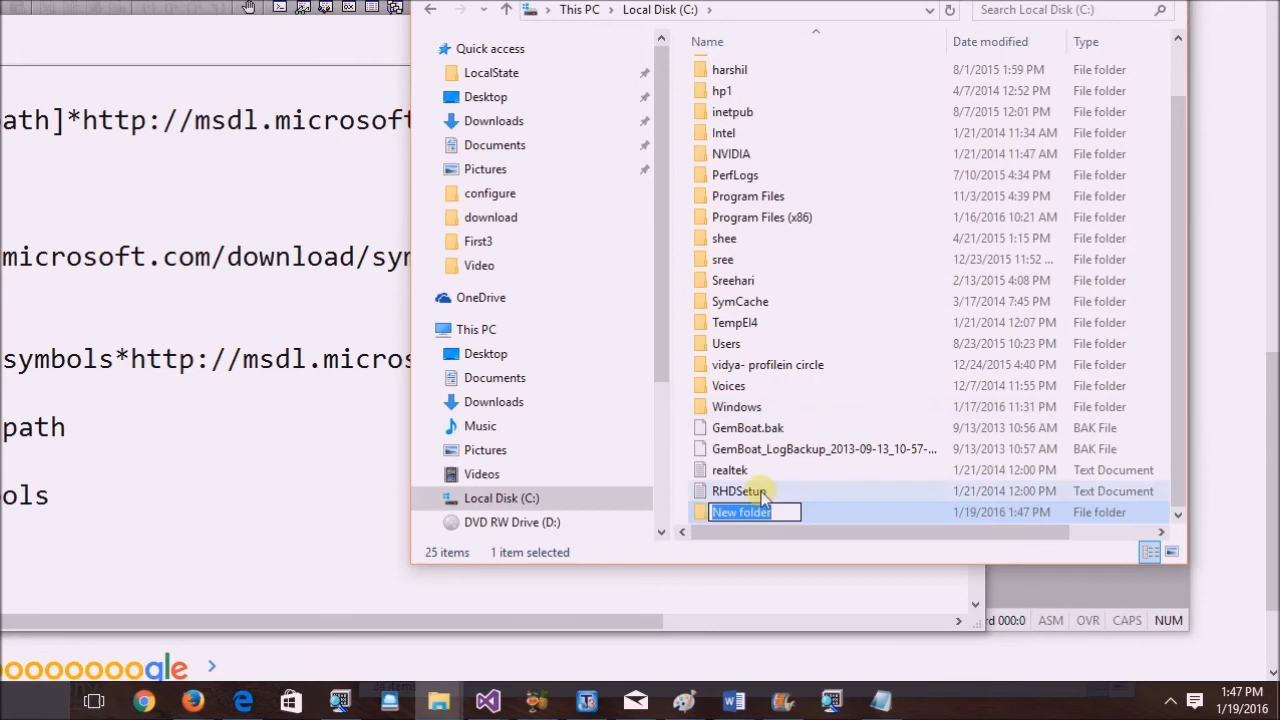 This PC > Local Disk (C:) >
Search Local Disk (C:)
Name Date modified Type
Quick access
LocalState
Desktop
Downloads
Documents
Pictures
configure
download
First3
Video
OneDrive
This PC
Desktop
Documents
Downloads
Music
Pictures
Videos
Local Disk (C:)
DVD RW Drive (D:)
harshil 8/1/2015 1:59 PM File folder
hp1 4/7/2014 12:52 PM File folder
inetpub 8/7/2015 12:01 PM File folder
Intel 1/21/2014 11:34 AM File folder
NVIDIA 1/21/2014 11:47 AM File folder
PerfLogs 7/10/2015 4:34 PM File folder
Program Files 11/3/2015 4:39 PM File folder
Program Files (x86) 1/16/2016 10:21 AM File folder
shee 4/21/2015 1:15 PM File folder
sree 12/23/2015 11:52 ... File folder
Sreehari 2/13/2015 4:08 PM File folder
SymCache 3/17/2014 7:45 PM File folder
TempEI4 1/21/2014 12:07 PM File folder
Users 8/23/2015 10:23 PM File folder
vidya- profilein circle 12/24/2015 4:40 PM File folder
Voices 12/7/2014 11:55 PM File folder
Windows 1/17/2016 11:31 PM File folder
GemBoat.bak 9/13/2013 10:56 AM BAK File
GemBoat_LogBackup_2013-09-13_10-57-... 9/13/2013 10:57 AM BAK File
realtek 1/21/2014 12:00 PM Text Document
RHDSetup 1/21/2014 12:00 PM Text Document
New folder 1/19/2016 1:47 PM File folder
25 items 1 item selected
ath]*http://msdl.microsoft
microsoft.com/download/sym
symbols*http://msdl.micros
path
ols
rd 000:0 ASM OVR CAPS NUM
oooooooogle >
1:47 PM
1/19/2016